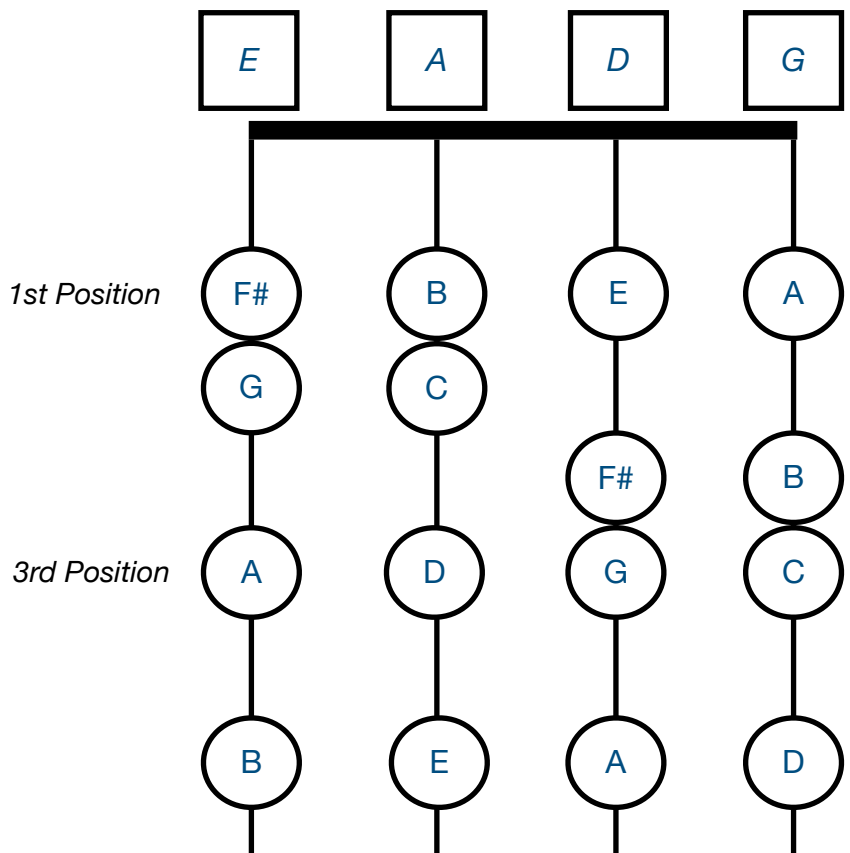 E A D G
1st Position F# B E A
G C
F# B
3rd Position A D G C
B E A D